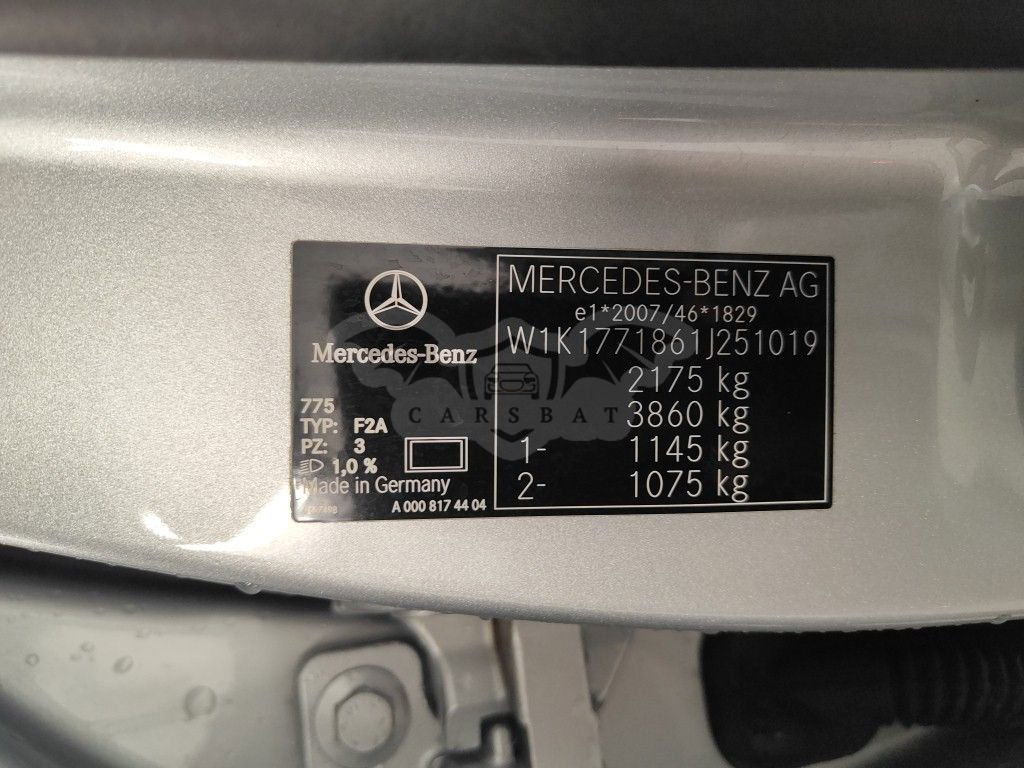 Mercedes-Benz
775
TYP: F2A
PZ: 3
1,0 %
Made in Germany
A 000 817 44 04
MERCEDES-BENZ AG
e1*2007/46*1829
W1K1771861J251019
2175 kg
3860 kg
1- 1145 kg
2- 1075 kg
CARSBAT